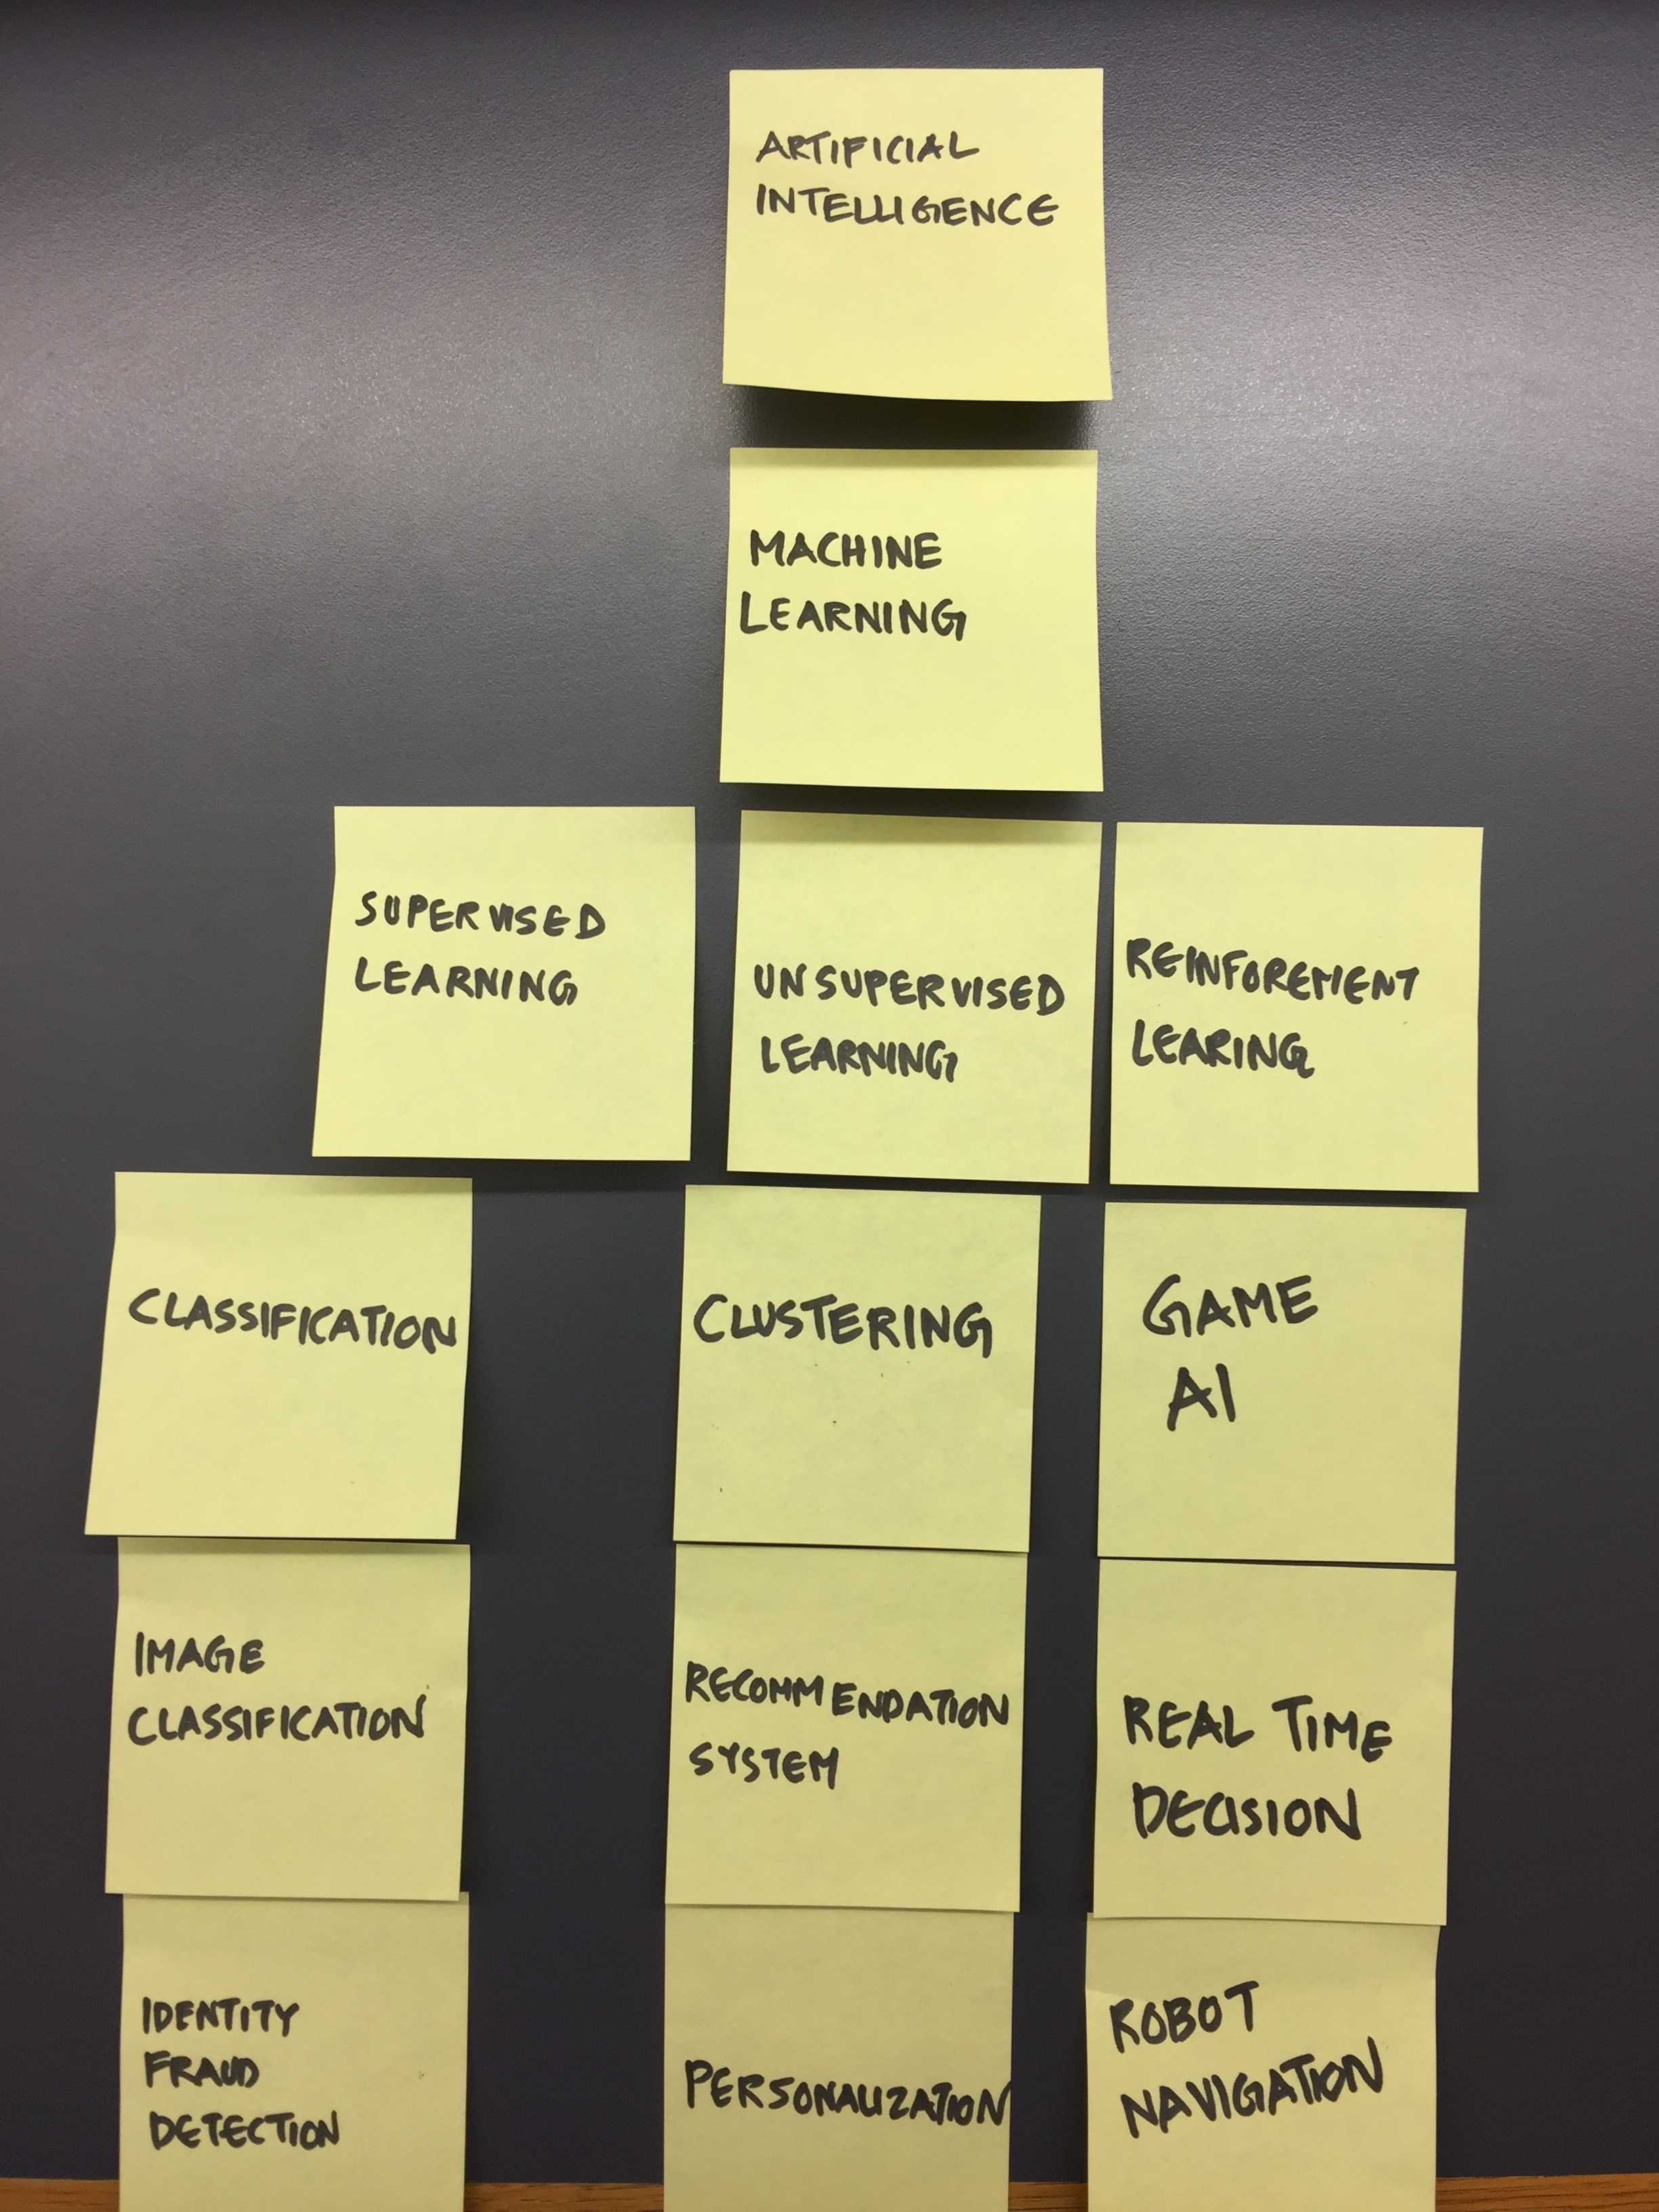 ARTIFICIAL
INTELLIGENCE
MACHINE
LEARNING
SUPERVISED
LEARNING
UNSUPERVISED
LEARNING
REINFOREMENT
LEARING
CLASSIFICATION
CLUSTERING
GAME
AI
IMAGE
CLASSIFICATION
RECOMMENDATION
SYSTEM
REAL TIME
DECISION
IDENTITY
FRAUD
DETECTION
PERSONALIZATION
ROBOT
NAVIGATION